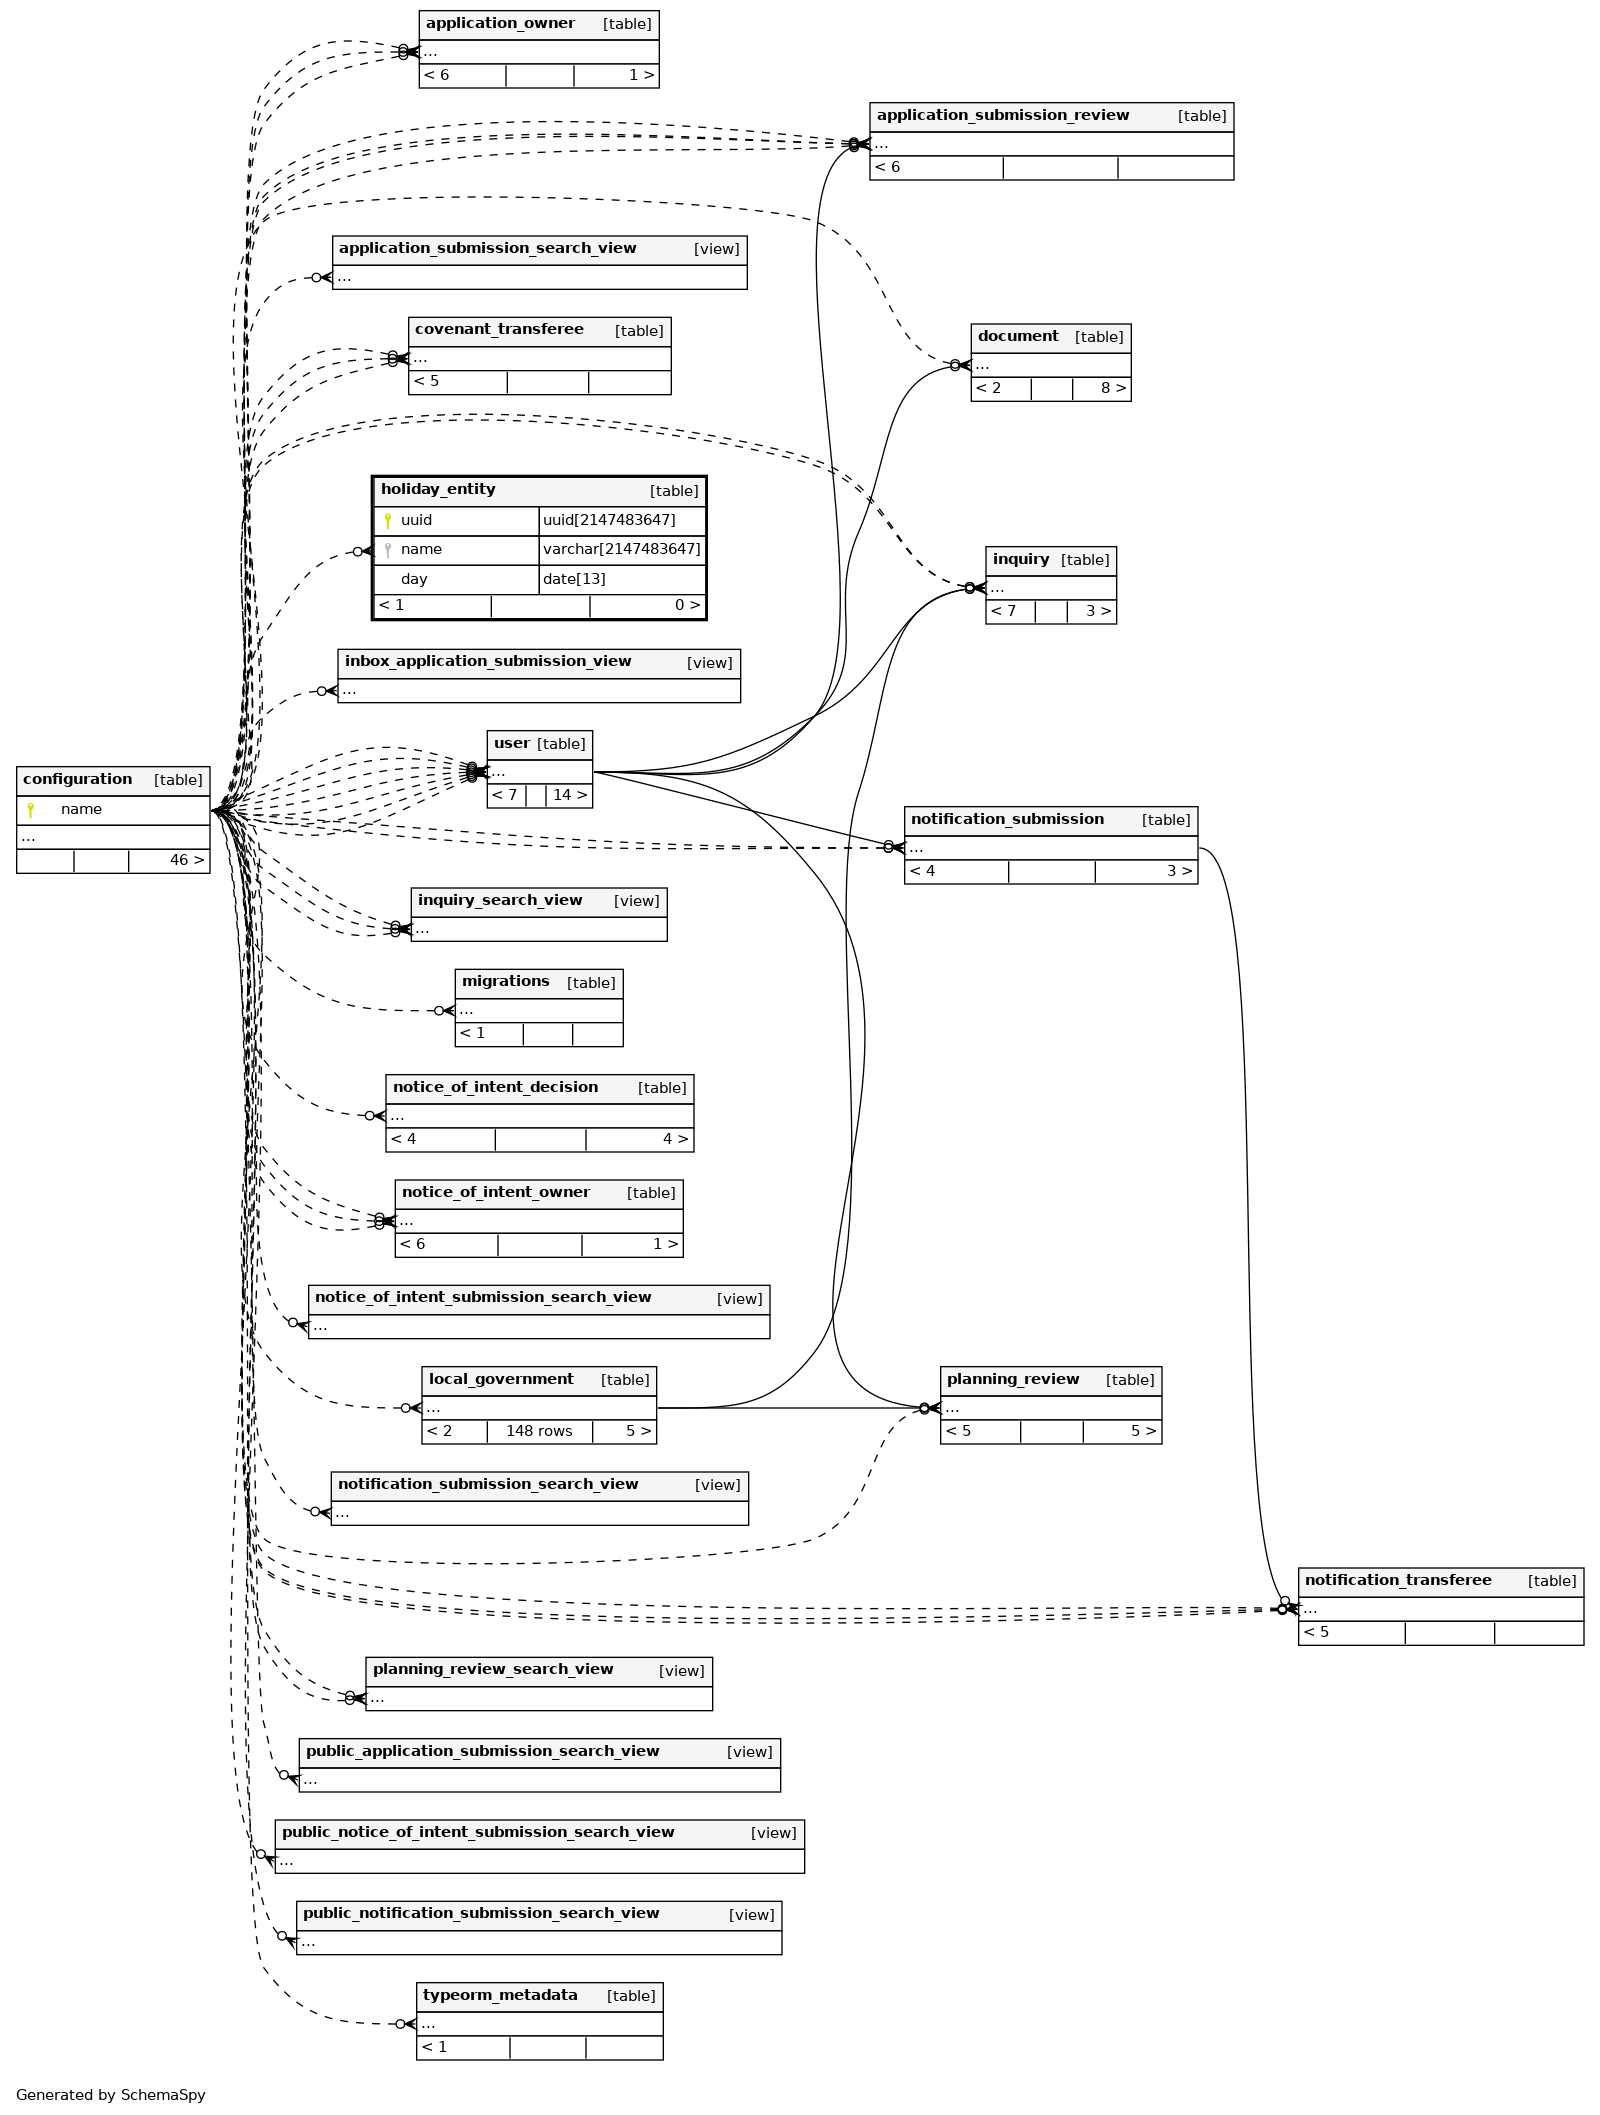 application_owner [table]
...
< 6 1 >
application_submission_review [table]
...
< 6
application_submission_search_view [view]
...
covenant_transferee [table]
...
< 5
document [table]
...
< 2 8 >
holiday_entity [table]
uuid uuid[2147483647]
name varchar[2147483647]
day date[13]
< 1 0 >
inquiry [table]
...
< 7 3 >
inbox_application_submission_view [view]
...
user [table]
...
< 7 14 >
configuration [table]
name
...
46 >
notification_submission [table]
...
< 4 3 >
inquiry_search_view [view]
...
migrations [table]
...
< 1
notice_of_intent_decision [table]
...
< 4 4 >
notice_of_intent_owner [table]
...
< 6 1 >
notice_of_intent_submission_search_view [view]
...
local_government [table]
...
< 2 148 rows 5 >
planning_review [table]
...
< 5 5 >
notification_submission_search_view [view]
...
notification_transferee [table]
...
< 5
planning_review_search_view [view]
...
public_application_submission_search_view [view]
...
public_notice_of_intent_submission_search_view [view]
...
public_notification_submission_search_view [view]
...
typeorm_metadata [table]
...
< 1
Generated by SchemaSpy